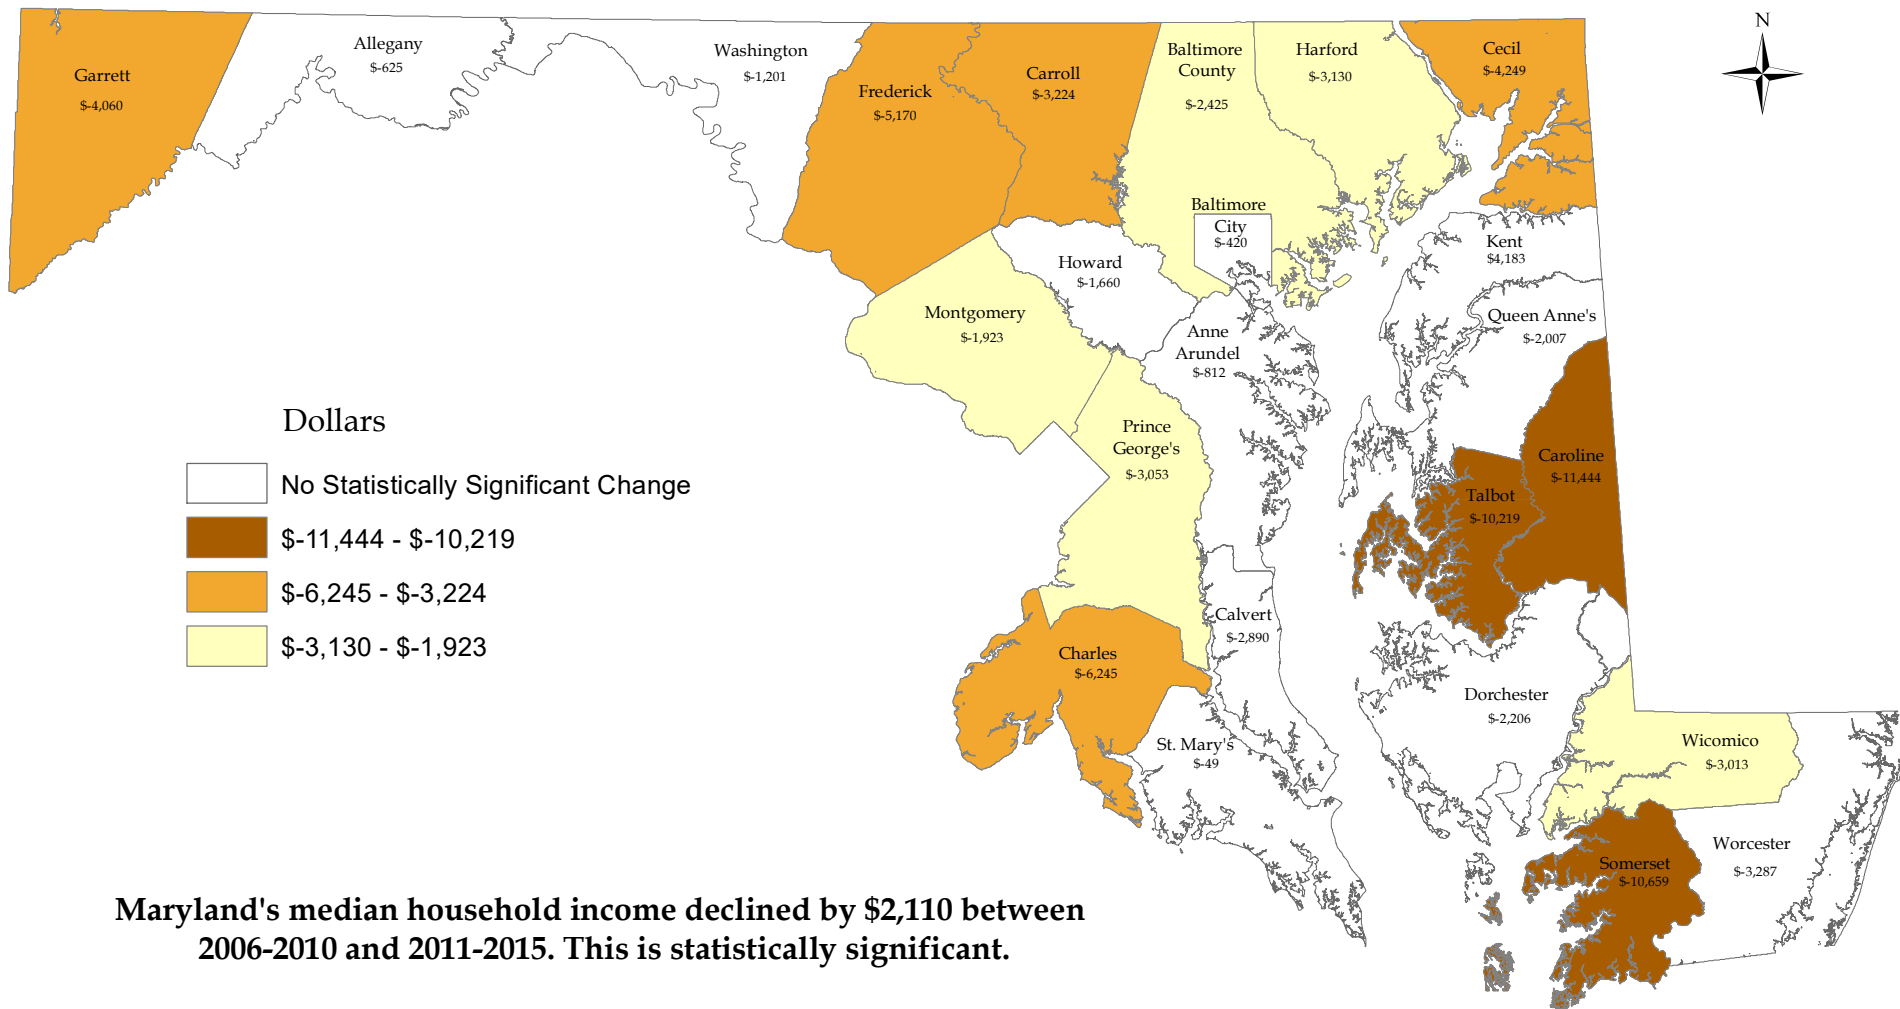 N
Garrett
$-4,060
Allegany
$-625
Washington
$-1,201
Frederick
$-5,170
Carroll
$-3,224
Baltimore
County
$-2,425
Harford
$-3,130
Cecil
$-4,249
Baltimore
City
$-420
Howard
$-1,660
Kent
$4,183
Montgomery
$-1,923
Anne
Arundel
$-812
Queen Anne's
$-2,007
Prince
George's
$-3,053
Caroline
$-11,444
Talbot
$-10,219
Calvert
$-2,890
Charles
$-6,245
Dorchester
$-2,206
St. Mary's
$-49
Wicomico
$-3,013
Somerset
$-10,659
Worcester
$-3,287
Dollars
No Statistically Significant Change
$-11,444 - $-10,219
$-6,245 - $-3,224
$-3,130 - $-1,923
Maryland's median household income declined by $2,110 between
2006-2010 and 2011-2015. This is statistically significant.